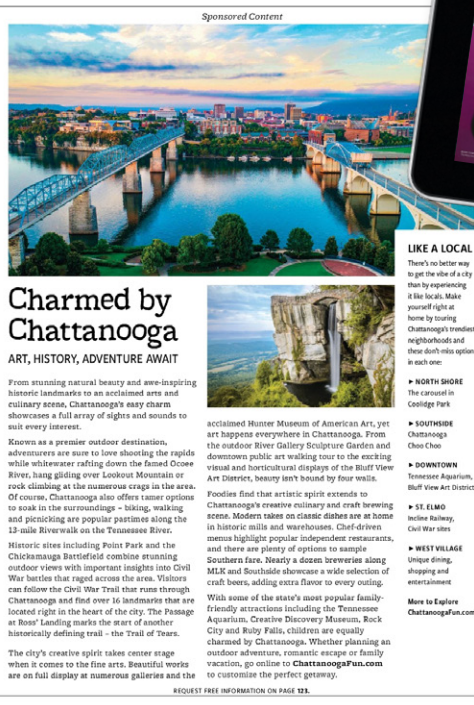 Sponsored Content
Charmed by
Chattanooga
ART, HISTORY, ADVENTURE AWAIT
From stunning natural beauty and awe-inspiring
historic landmarks to an acclaimed arts and
culinary scene, Chattanooga's easy charm
showcases a full array of sights and sounds to
suit every interest.
Known as a premier outdoor destination,
adventurers are sure to love shooting the rapids
while whitewater rafting down the famed Ocoee
River, hang gliding over Lookout Mountain or
rock climbing at the numerous crags in the area.
Of course, Chattanooga also offers tamer options
to soak in the surroundings – biking, walking
and picnicking are popular pastimes along the
13-mile Riverwalk on the Tennessee River.
Historic sites including Point Park and the
Chickamauga Battlefield combine stunning
outdoor views with important insights into Civil
War battles that raged across the area. Visitors
can follow the Civil War Trail that runs through
Chattanooga and find over 16 landmarks that are
located right in the heart of the city. The Passage
at Ross' Landing marks the start of another
historically defining trail – the Trail of Tears.
The city's creative spirit takes center stage
when it comes to the fine arts. Beautiful works
are on full display at numerous galleries and the
acclaimed Hunter Museum of American Art, yet
art happens everywhere in Chattanooga. From
the outdoor River Gallery Sculpture Garden and
downtown public art walking tour to the exciting
visual and horticultural displays of the Bluff View
Art District, beauty isn't bound by four walls.
Foodies find that artistic spirit extends to
Chattanooga's creative culinary and craft brewing
scene. Modern takes on classic dishes are at home
in historic mills and warehouses. Chef-driven
menus highlight popular independent restaurants,
and there are plenty of options to sample
Southern fare. Nearly a dozen breweries along
MLK and Southside showcase a wide selection of
craft beers, adding extra flavor to every outing.
With some of the state's most popular family-
friendly attractions including the Tennessee
Aquarium, Creative Discovery Museum, Rock
City and Ruby Falls, children are equally
charmed by Chattanooga. Whether planning an
outdoor adventure, romantic escape or family
vacation, go online to ChattanoogaFun.com
to customize the perfect getaway.
LIKE A LOCAL
There's no better way
to get the vibe of a city
than by experiencing
it like locals. Make
yourself right at
home by touring
Chattanooga's trendiest
neighborhoods and
these don't-miss option
in each one:
► NORTH SHORE
The carousel in
Coolidge Park
► SOUTHSIDE
Chattanooga
Choo Choo
► DOWNTOWN
Tennessee Aquarium,
Bluff View Art District
► ST. ELMO
Incline Railway,
Civil War sites
► WEST VILLAGE
Unique dining,
shopping and
entertainment
More to Explore
ChattanoogaFun.com
REQUEST FREE INFORMATION ON PAGE 123.